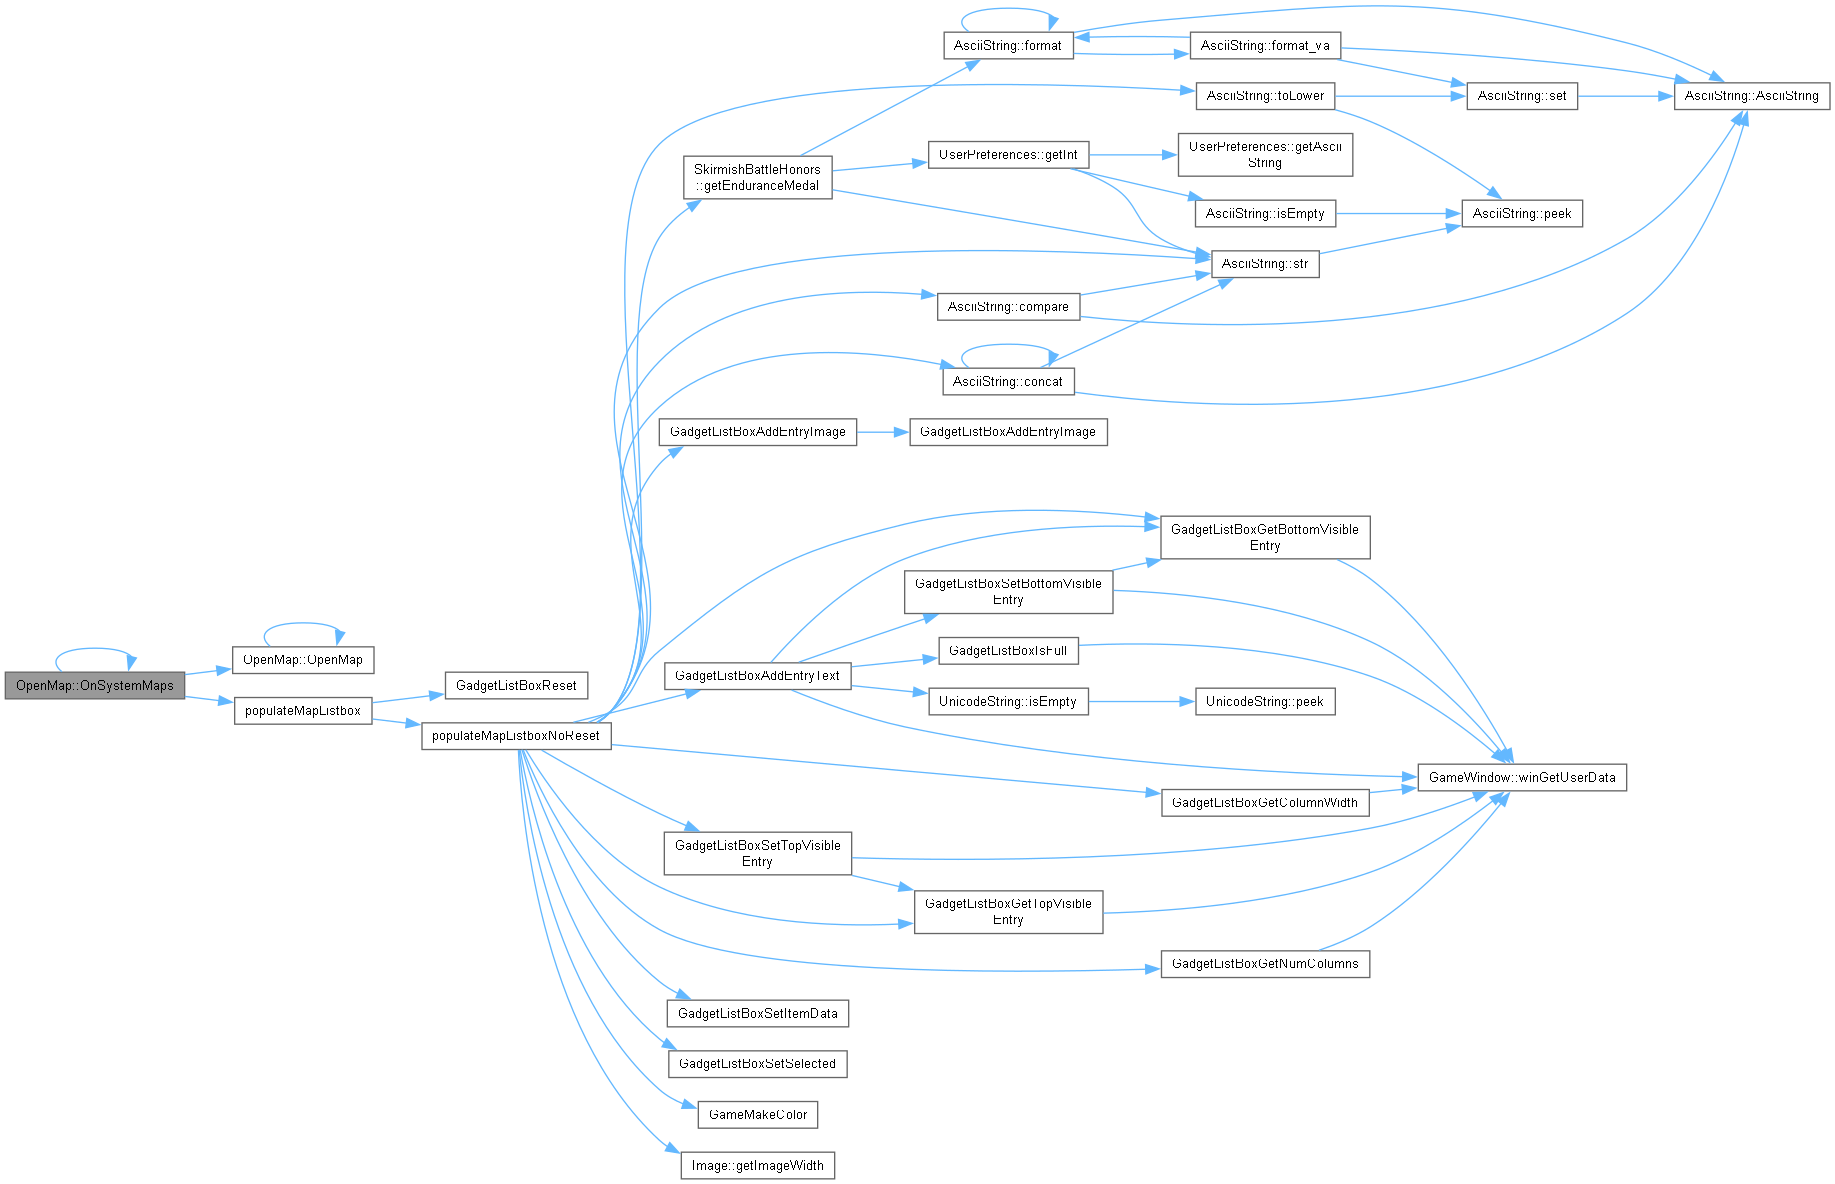 AsciiString::format
AsciiString::format_va
AsciiString::toLower
AsciiString::set
AsciiString::AsciiString
SkirmishBattleHonors
::getEnduranceMedal
UserPreferences::getInt
UserPreferences::getAscii
String
AsciiString::isEmpty
AsciiString::peek
AsciiString::str
AsciiString::compare
AsciiString::concat
GadgetListBoxAddEntryImage
GadgetListBoxAddEntryImage
GadgetListBoxGetBottomVisible
Entry
GadgetListBoxSetBottomVisible
Entry
OpenMap::OpenMap
GadgetListBoxIsFull
OpenMap::OnSystemMaps
GadgetListBoxReset
GadgetListBoxAddEntryText
UnicodeString::isEmpty
UnicodeString::peek
populateMapListbox
populateMapListboxNoReset
GameWindow::winGetUserData
GadgetListBoxGetColumnWidth
GadgetListBoxSetTopVisible
Entry
GadgetListBoxGetTopVisible
Entry
GadgetListBoxGetNumColumns
GadgetListBoxSetItemData
GadgetListBoxSetSelected
GameMakeColor
Image::getImageWidth